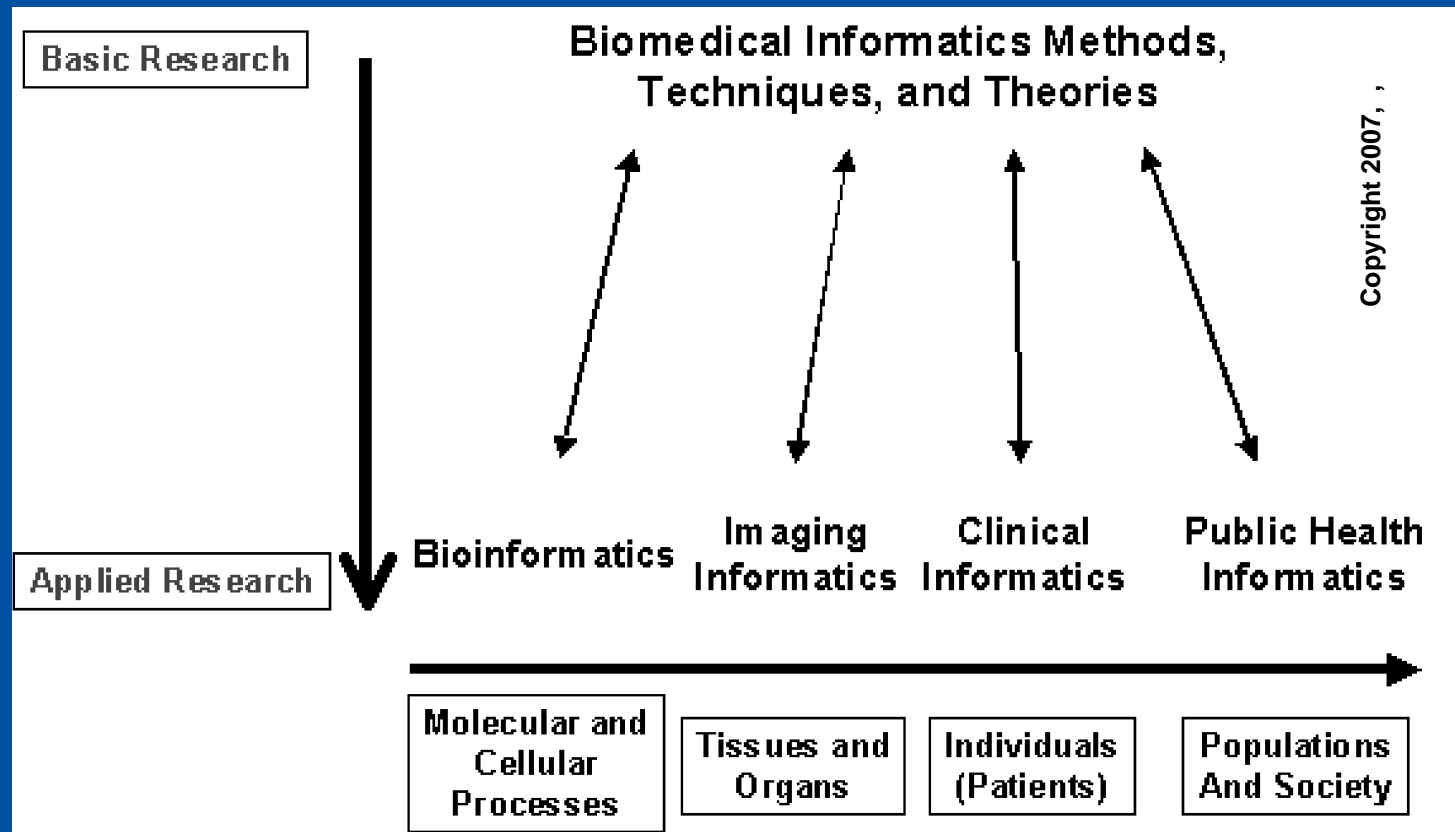 Basic Research
Biomedical Informatics Methods,
Techniques, and Theories
Copyright 2007, , 
Applied Research
Bioinformatics
Imaging
Informatics
Clinical
Informatics
Public Health
Informatics
Molecular and
Cellular
Processes
Tissues and
Organs
Individuals
(Patients)
Populations
And Society